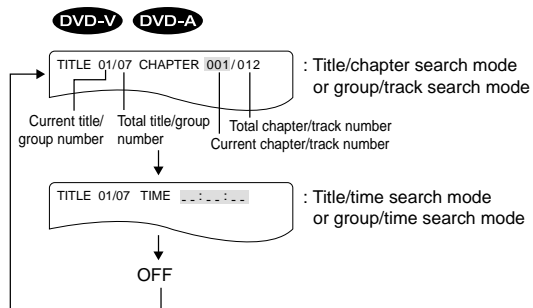 DVD-V DVD-A
TITLE 01/07 CHAPTER 001/012
: Title/chapter search mode
or group/track search mode
Current title/
group number
Total title/group
number
Total chapter/track number
Current chapter/track number
TITLE 01/07 TIME _ _:_ _:_ _
: Title/time search mode
or group/time search mode
OFF